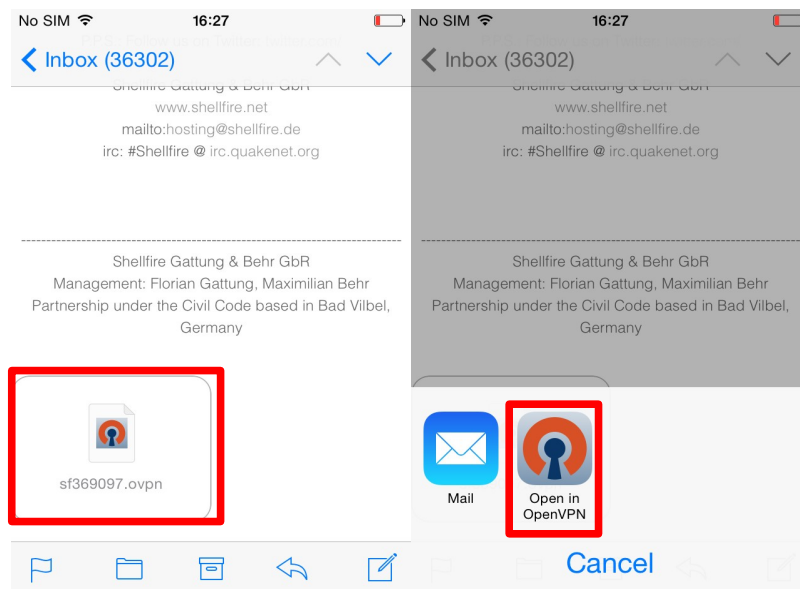 No SIM 16:27
Inbox (36302)
Shellfire Gattung & Behr GbR
www.shellfire.net
mailto:hosting@shellfire.de
irc: #Shellfire @ irc.quakenet.org
Shellfire Gattung & Behr GbR
Management: Florian Gattung, Maximilian Behr
Partnership under the Civil Code based in Bad Vilbel,
Germany
sf369097.ovpn
No SIM 16:27
Inbox (36302)
Shellfire Gattung & Behr GbR
www.shellfire.net
mailto:hosting@shellfire.de
irc: #Shellfire @ irc.quakenet.org
Shellfire Gattung & Behr GbR
Management: Florian Gattung, Maximilian Behr
Partnership under the Civil Code based in Bad Vilbel,
Germany
Mail
Open in
OpenVPN
Cancel